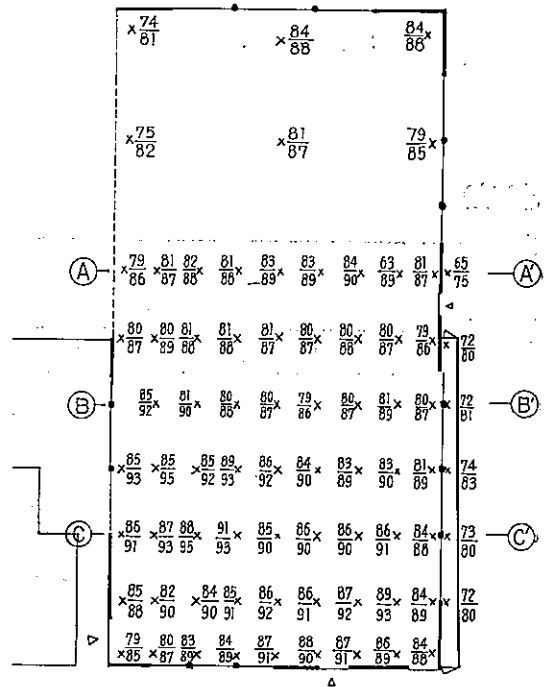 ×74/81 ×84/88 84/88×
×75/82 ×81/87 79/85×
A ×79/86 ×81/87 82/88× 81/88× 83/89× 83/89× 84/90× 63/89× 81/87× ×65/75 A'
×80/87 ×80/89 81/88× 81/88× 81/87× 80/87× 80/88× 80/87× 79/86× ×72/80
B 85/92× 81/90× 80/88× 80/87× 79/86× 80/87× 81/89× 80/87× ×72/81 B'
×85/93 ×85/95 ×85/92 89/93× 86/92× 84/90× 83/89× 83/90× 81/89× ×74/83
C ×86/91 ×87/93 88/95× 91/93× 85/90× 86/90× 86/90× 86/91× 84/88× ×73/80 C'
×85/88 ×82/90 ×84/90 85/91× 86/92× 86/91× 87/92× 89/93× 84/89× ×72/80
×79/85 ×80/87 83/89× 84/89× 87/91× 88/90× 87/91× 86/89× 84/88×